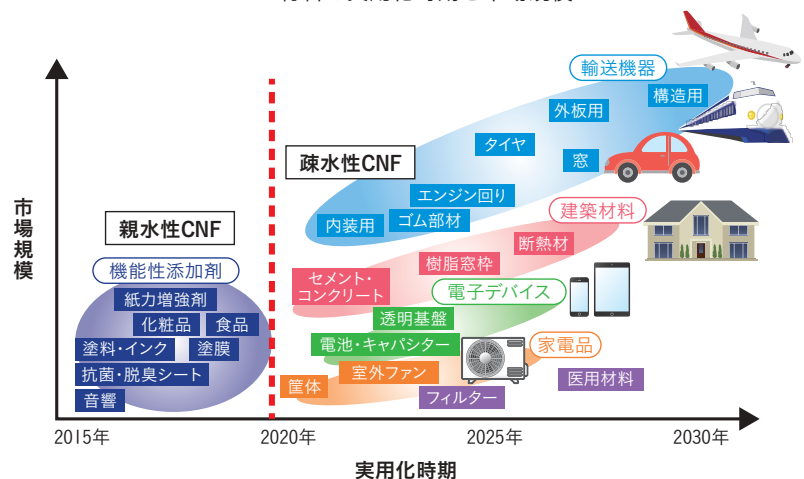 輸送機器
構造用
外板用
タイヤ
窓
疎水性CNF
エンジン回り
内装用
ゴム部材
建築材料
断熱材
樹脂窓枠
セメント・
コンクリート
電子デバイス
透明基盤
電池・キャパシター
家電品
室外ファン
筐体
フィルター
医用材料
親水性CNF
機能性添加剤
紙力増強剤
化粧品
食品
塗料・インク
塗膜
抗菌・脱臭シート
音響
市場規模
2015年
2020年
2025年
2030年
実用化時期